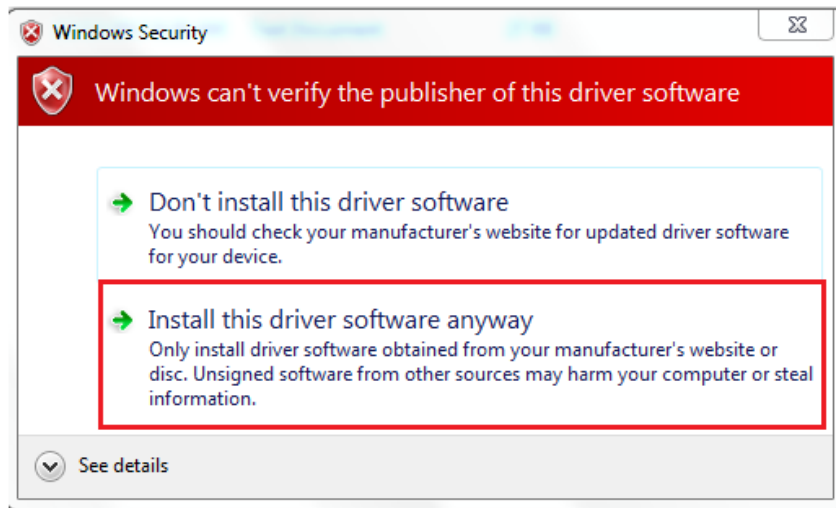 Windows Security
Windows can't verify the publisher of this driver software
Don't install this driver software
You should check your manufacturer's website for updated driver software
for your device.
Install this driver software anyway
Only install driver software obtained from your manufacturer's website or
disc. Unsigned software from other sources may harm your computer or steal
information.
See details